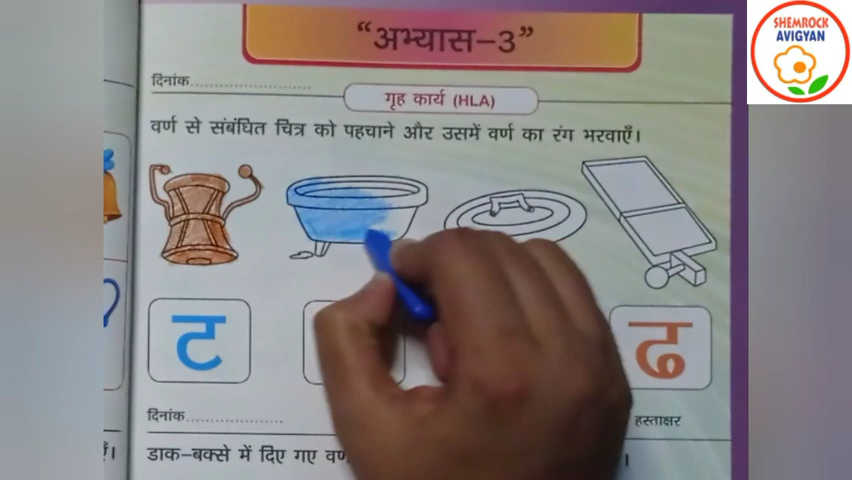 SHEMROCK
AVIGYAN
“अभ्यास–3”
दिनांक
गृह कार्य (HLA)
वर्ण से संबंधित चित्र को पहचाने और उसमें वर्ण का रंग भरवाएँ।
ट
ढ
दिनांक
हस्ताक्षर
डाक–बक्से में दिए गए